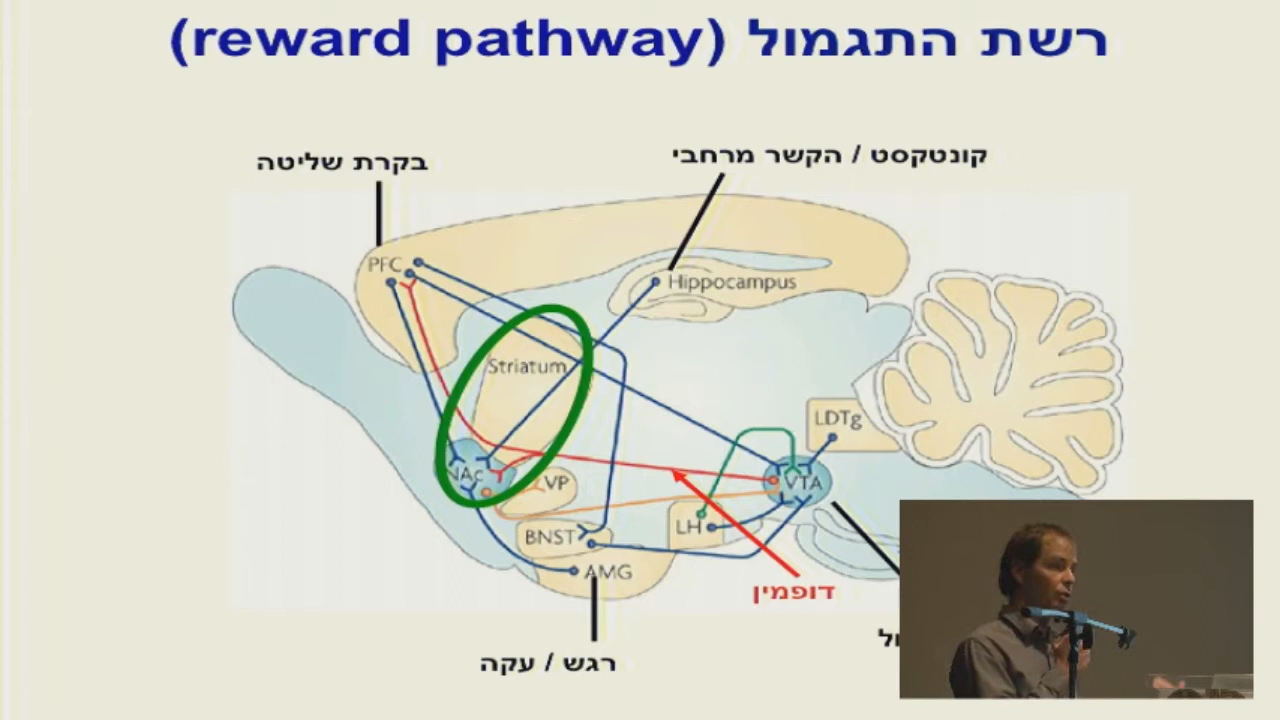 רשת התגמול (reward pathway)
קונטקסט / הקשר מרחבי
בקרת שליטה
PFC
Hippocampus
Striatum
LDTg
NAc
VP
VTA
BNST
LH
AMG
דופמין
רגש / עקה